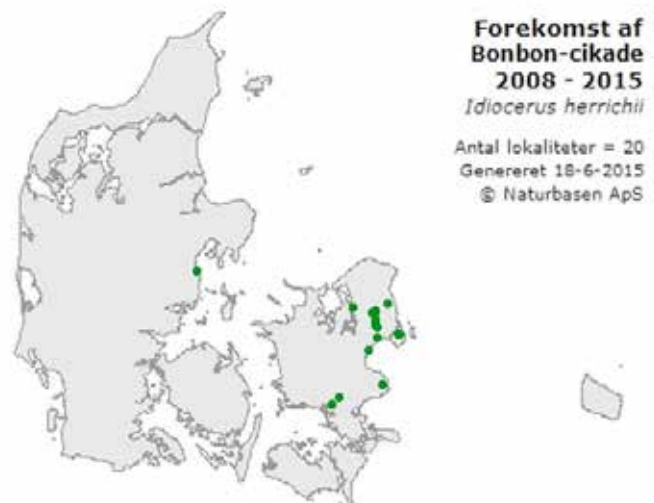 Forekomst af
Bonbon-cikade
2008 - 2015
Idiocerus herrichii
Antal lokaliteter = 20
Genereret 18-6-2015
© Naturbasen ApS